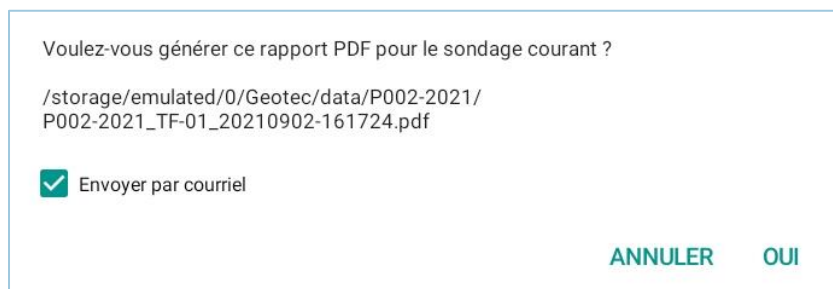 Voulez-vous générer ce rapport PDF pour le sondage courant ?
/storage/emulated/0/Geotec/data/P002-2021/
P002-2021_TF-01_20210902-161724.pdf
Envoyer par courriel
ANNULER OUI